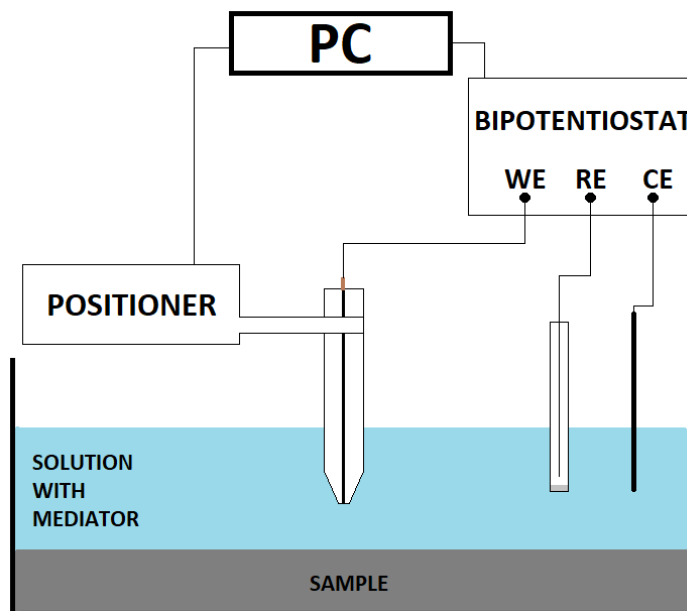 PC
BIPOTENTIOSTAT
WE RE CE
POSITIONER
SOLUTION
WITH
MEDIATOR
SAMPLE